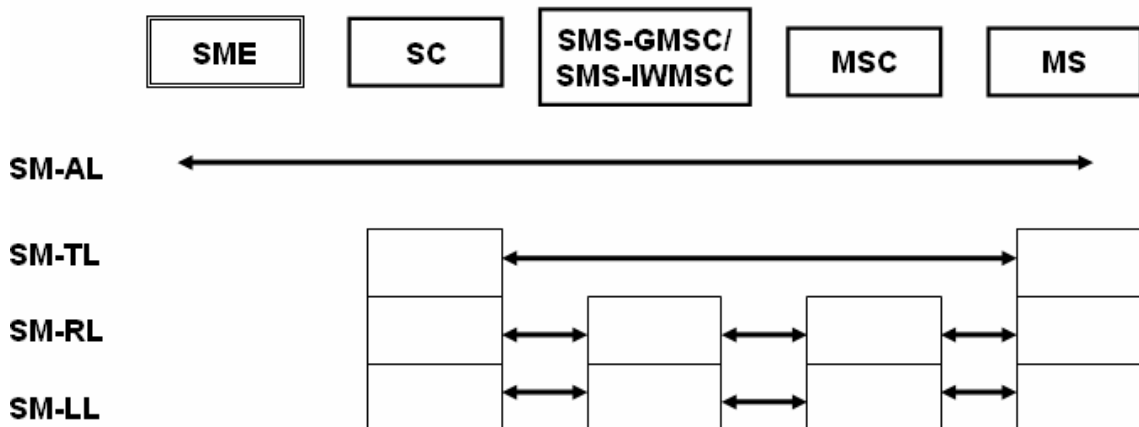 SME
SC
SMS-GMSC/
SMS-IWMSC
MSC
MS
SM-AL
SM-TL
SM-RL
SM-LL